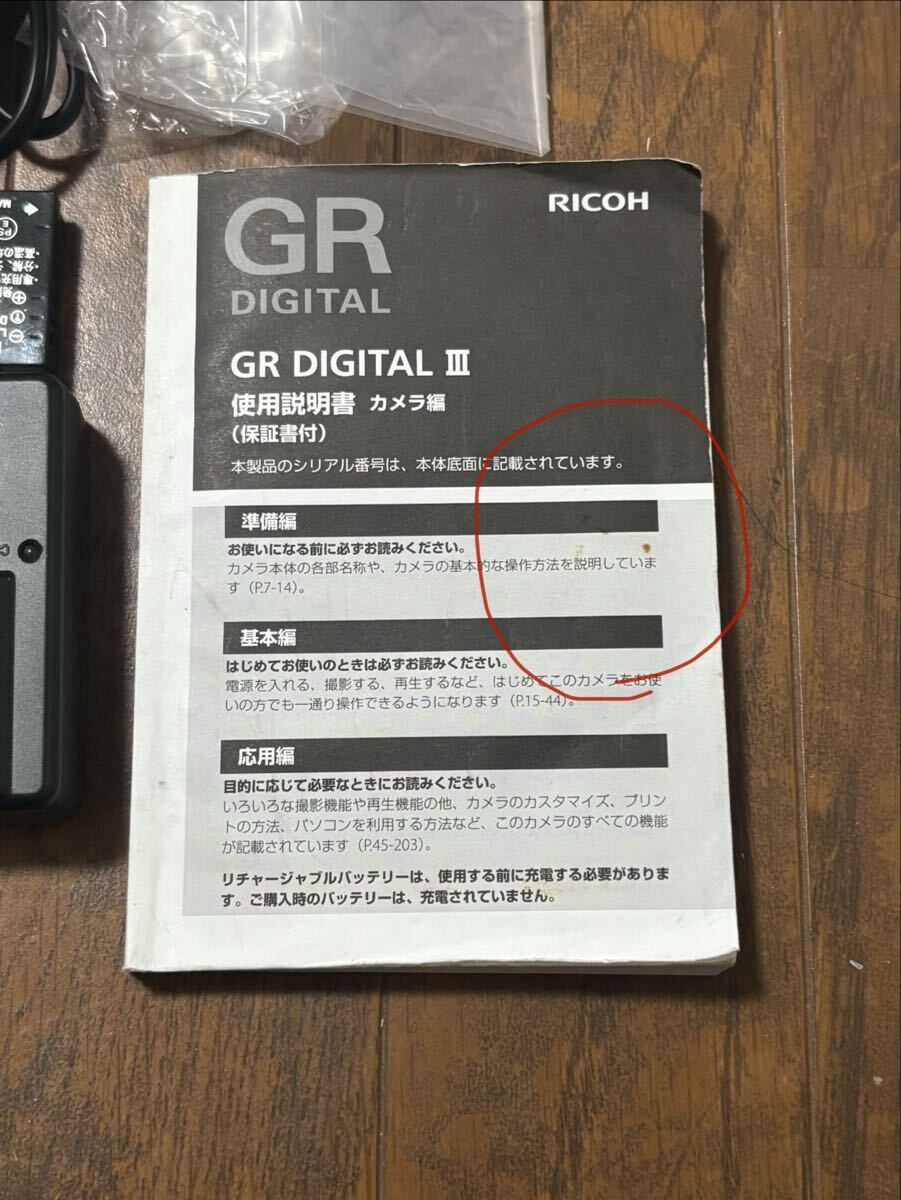 GR
DIGITAL
RICOH
GR DIGITAL III
使用説明書 カメラ編
（保証書付）
本製品のシリアル番号は、本体底面に記載されています。
準備編
お使いになる前に必ずお読みください。
カメラ本体の各部名称や、カメラの基本的な操作方法を説明していま
す（P.7-14）。
基本編
はじめてお使いのときは必ずお読みください。
電源を入れる、撮影する、再生するなど、はじめてこのカメラをお使
いの方でも一通り操作できるようになります（P.15-44）。
応用編
目的に応じて必要なときにお読みください。
いろいろな撮影機能や再生機能の他、カメラのカスタマイズ、プリン
トの方法、パソコンを利用する方法など、このカメラのすべての機能
が記載されています（P.45-203）。
リチャージャブルバッテリーは、使用する前に充電する必要がありま
す。ご購入時のバッテリーは、充電されていません。